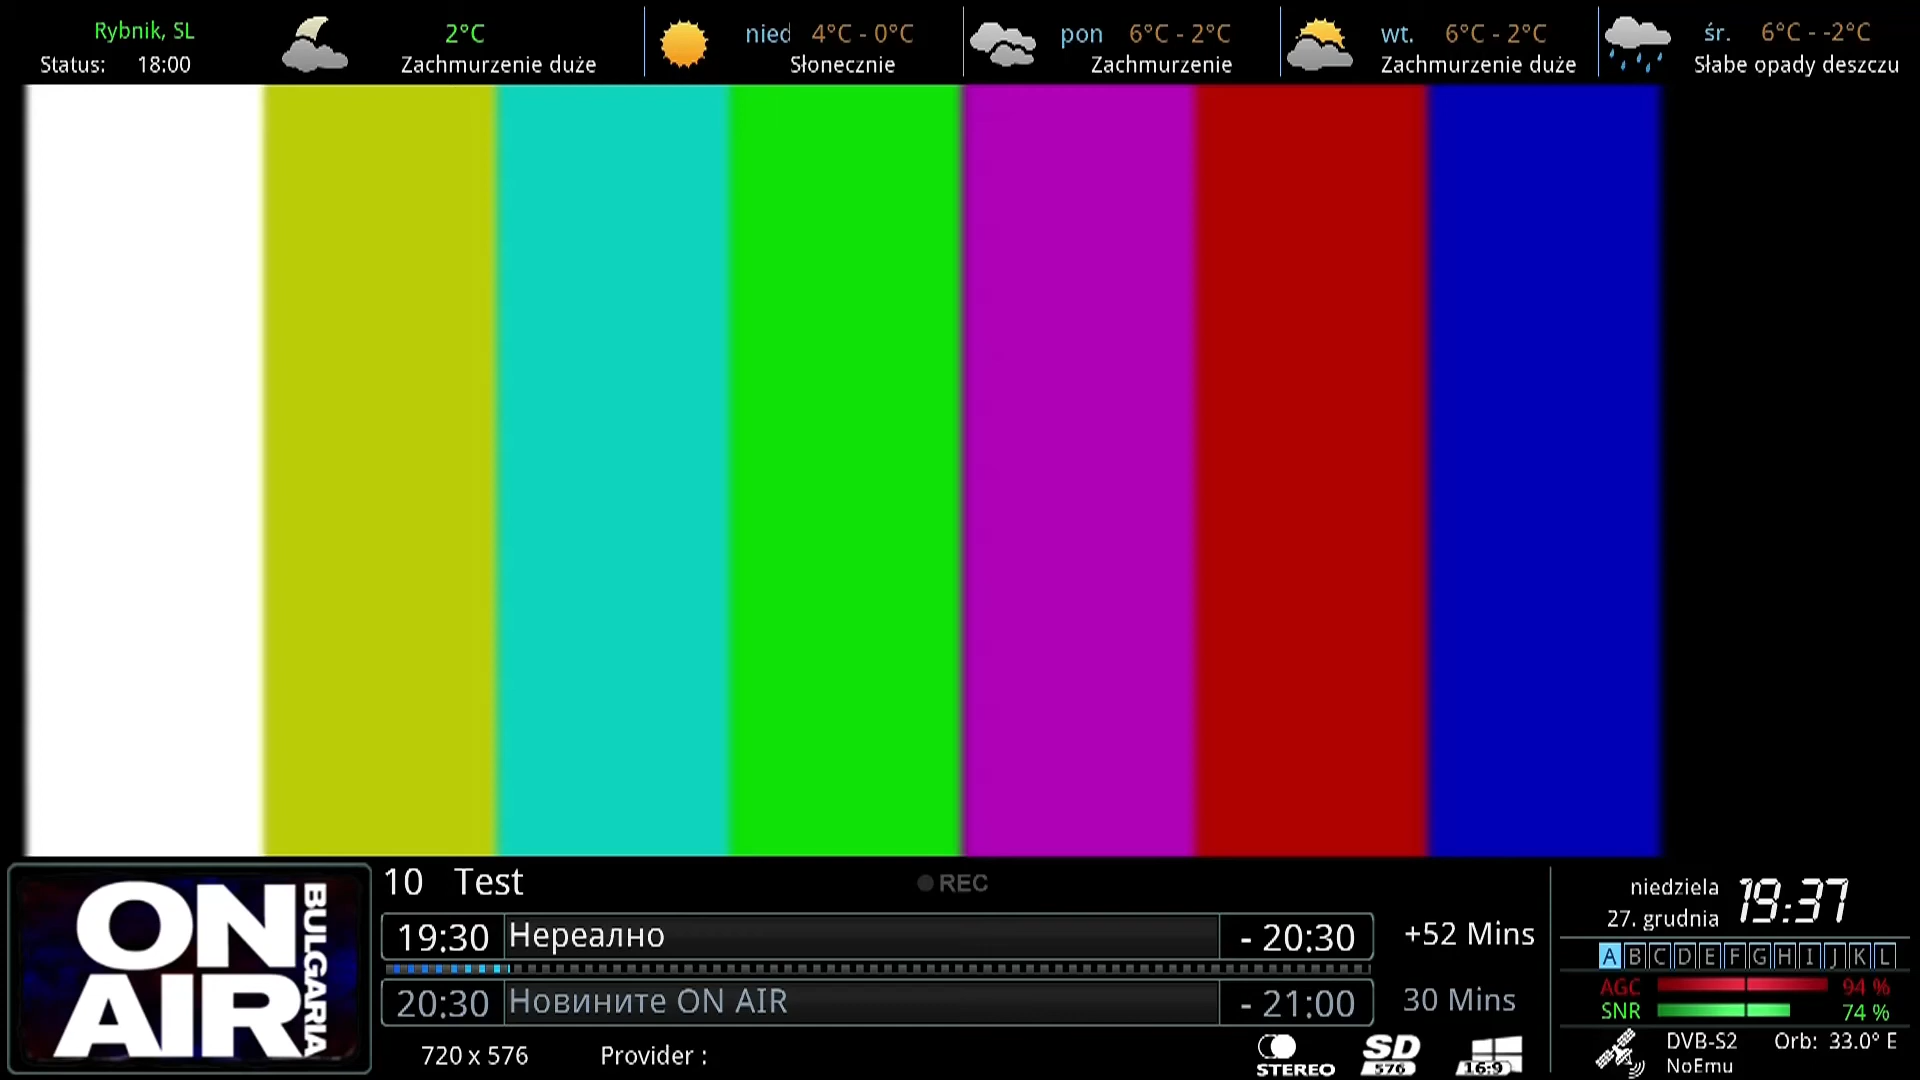 Rybnik, SL
Status: 18:00
2°C
Zachmurzenie duże
nied 4°C - 0°C
Słonecznie
pon 6°C - 2°C
Zachmurzenie
wt. 6°C - 2°C
Zachmurzenie duże
śr. 6°C - -2°C
Słabe opady deszczu
ON AIR
BULGARIA
10 Test
REC
19:30 Нереално - 20:30 +52 Mins
20:30 Новините ON AIR - 21:00 30 Mins
720 x 576 Provider :
STEREO
SD 576
16:9
niedziela
27. grudnia
19:37
A B C D E F G H I J K L
AGC 94 %
SNR 74 %
DVB-S2 Orb: 33.0° E
NoEmu